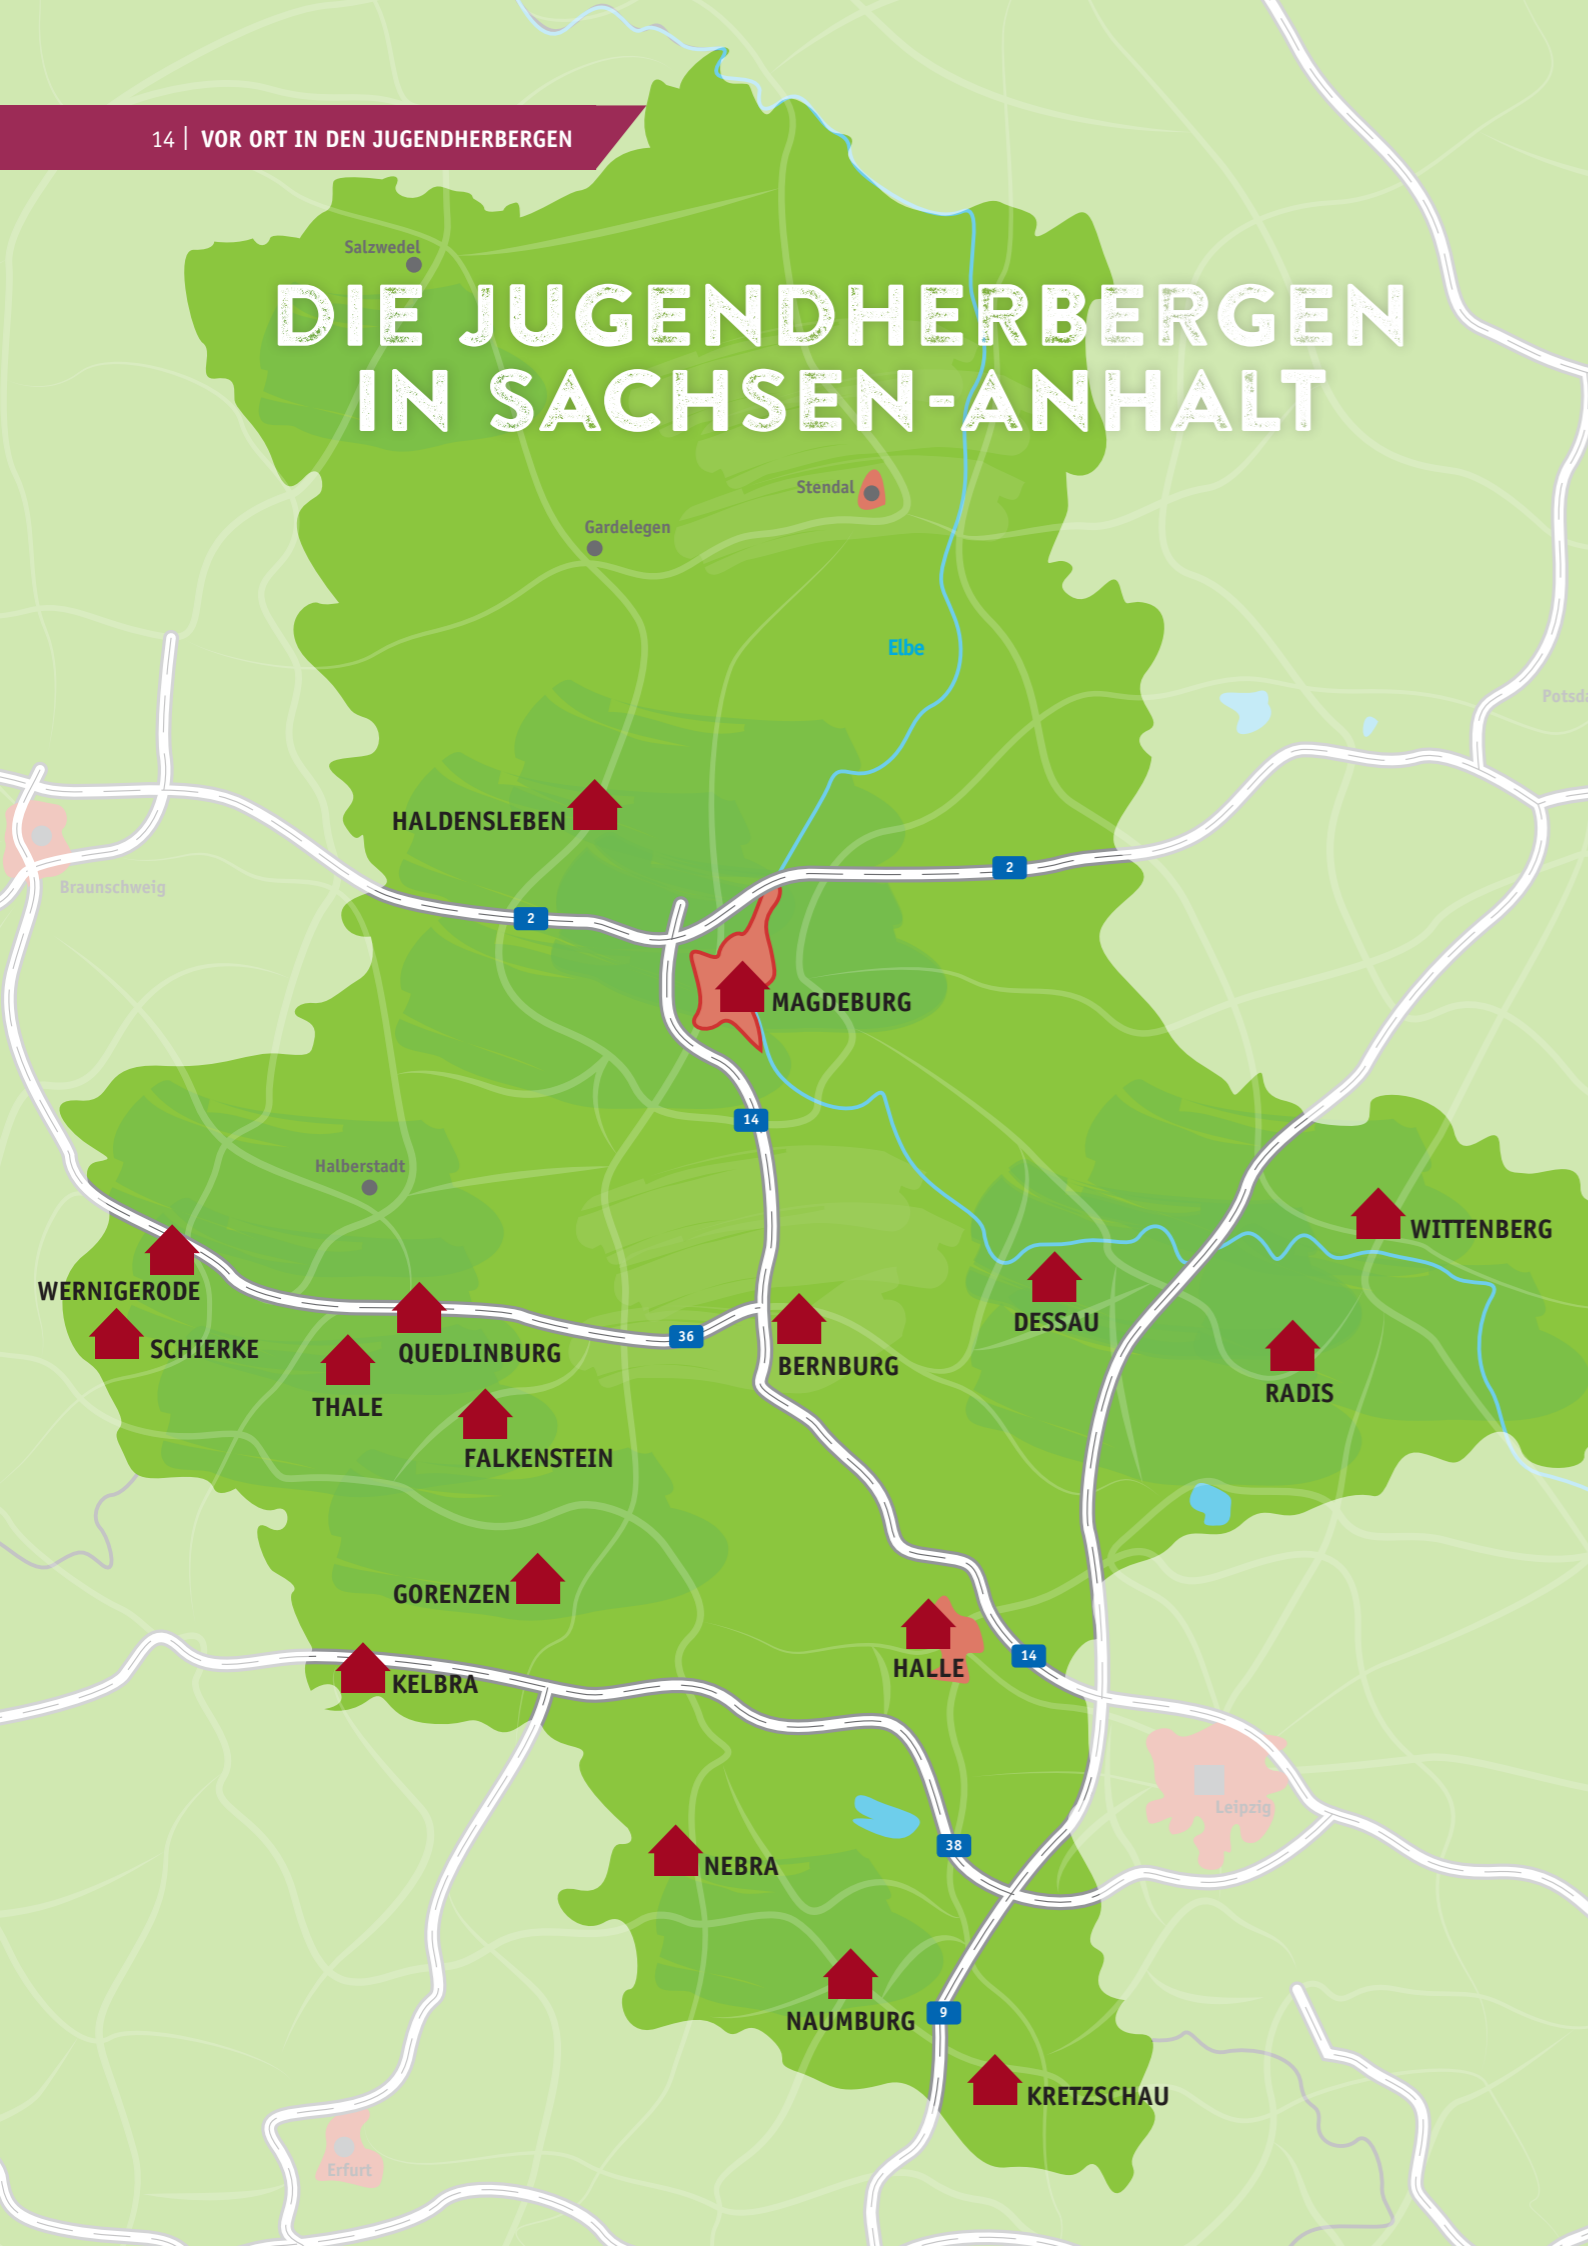 14 | VOR ORT IN DEN JUGENDHERBERGEN
Salzwedel
DIE JUGENDHERBERGEN
IN SACHSEN-ANHALT
Stendal
Gardelegen
Elbe
HALDENSLEBEN
2
Braunschweig
2
MAGDEBURG
14
Halberstadt
WITTENBERG
WERNIGERODE
DESSAU
SCHIERKE
36
QUEDLINBURG
BERNBURG
RADIS
THALE
FALKENSTEIN
GORENZEN
14
HALLE
KELBRA
Leipzig
38
NEBRA
9
NAUMBURG
KRETZSCHAU
Erfurt